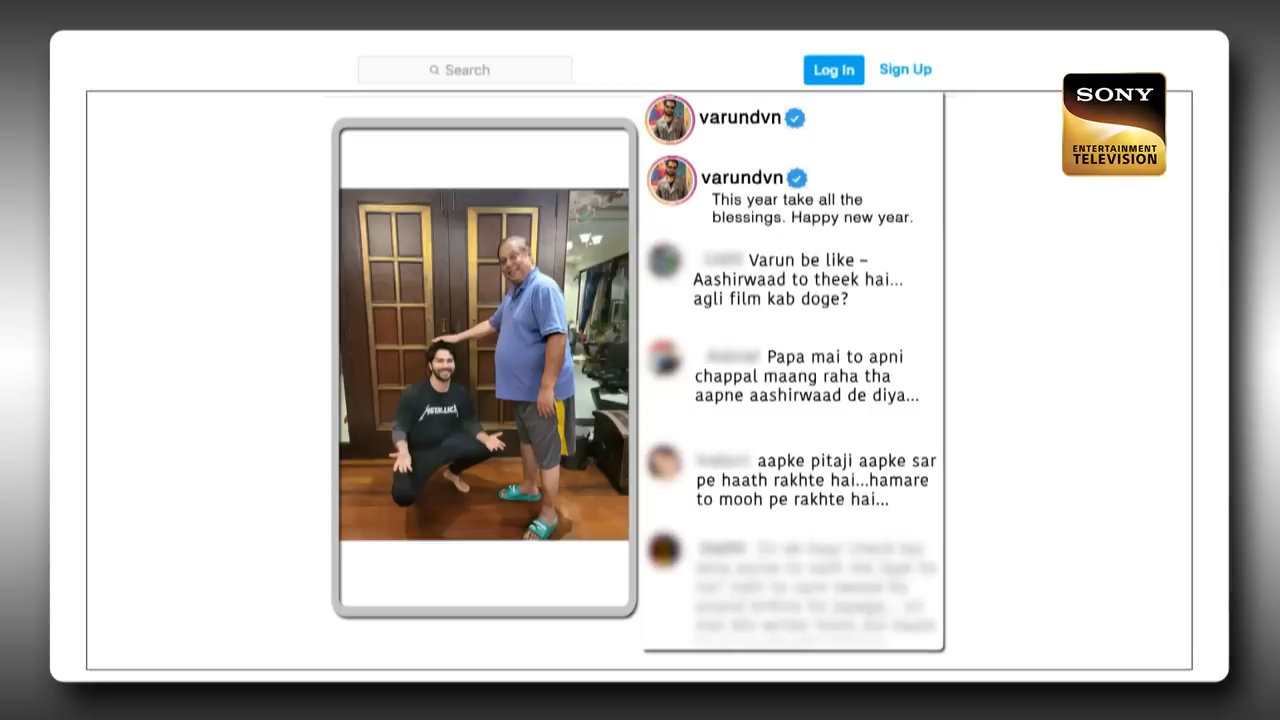 Search
Log In
Sign Up
SONY
ENTERTAINMENT
TELEVISION
varundvn
varundvn
This year take all the
blessings. Happy new year.
Varun be like –
Aashirwaad to theek hai...
agli film kab doge?
Papa mai to apni
chappal maang raha tha
aapne aashirwaad de diya...
aapke pitaji aapke sar
pe haath rakhte hai...hamare
to mooh pe rakhte hai...
METALLICA